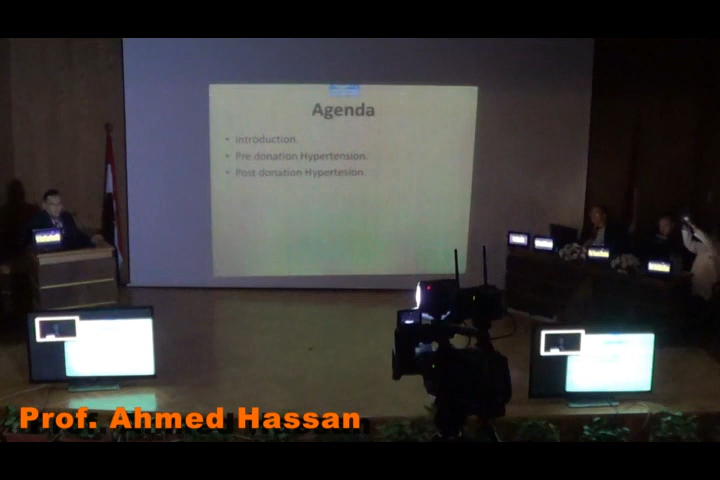 Agenda
• Introduction.
• Pre donation Hypertension.
• Post donation Hypertesion.
Prof. Ahmed Hassan